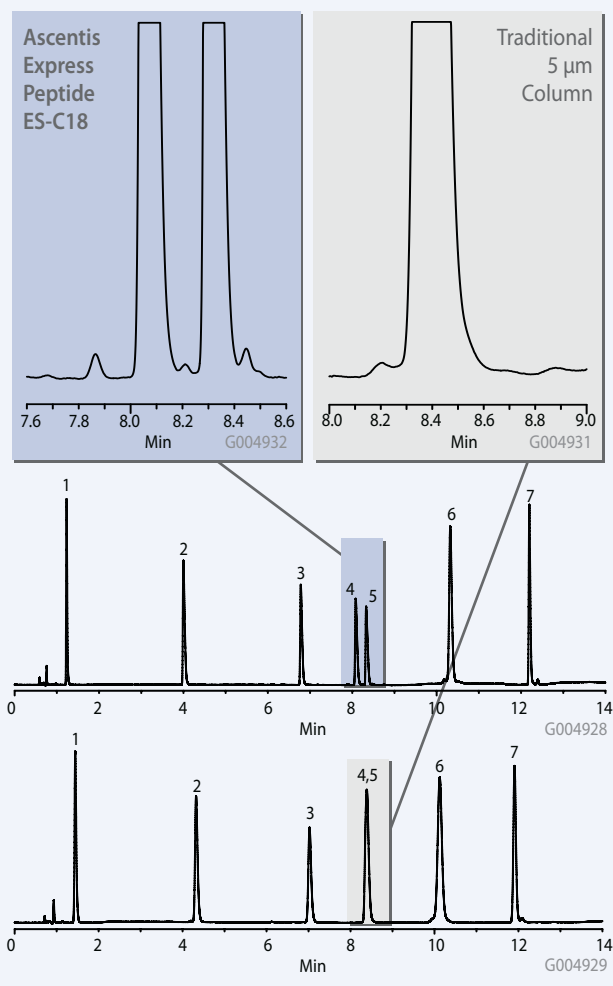 Ascentis
Express
Peptide
ES-C18
7.6 7.8 8.0 8.2 8.4 8.6
Min
G004932
Traditional
5 µm
Column
8.0 8.2 8.4 8.6 8.8 9.0
Min
G004931
1
2
3
4
5
6
7
0 2 4 6 8 10 12 14
Min
G004928
1
2
3
4,5
6
7
0 2 4 6 8 10 12 14
Min
G004929